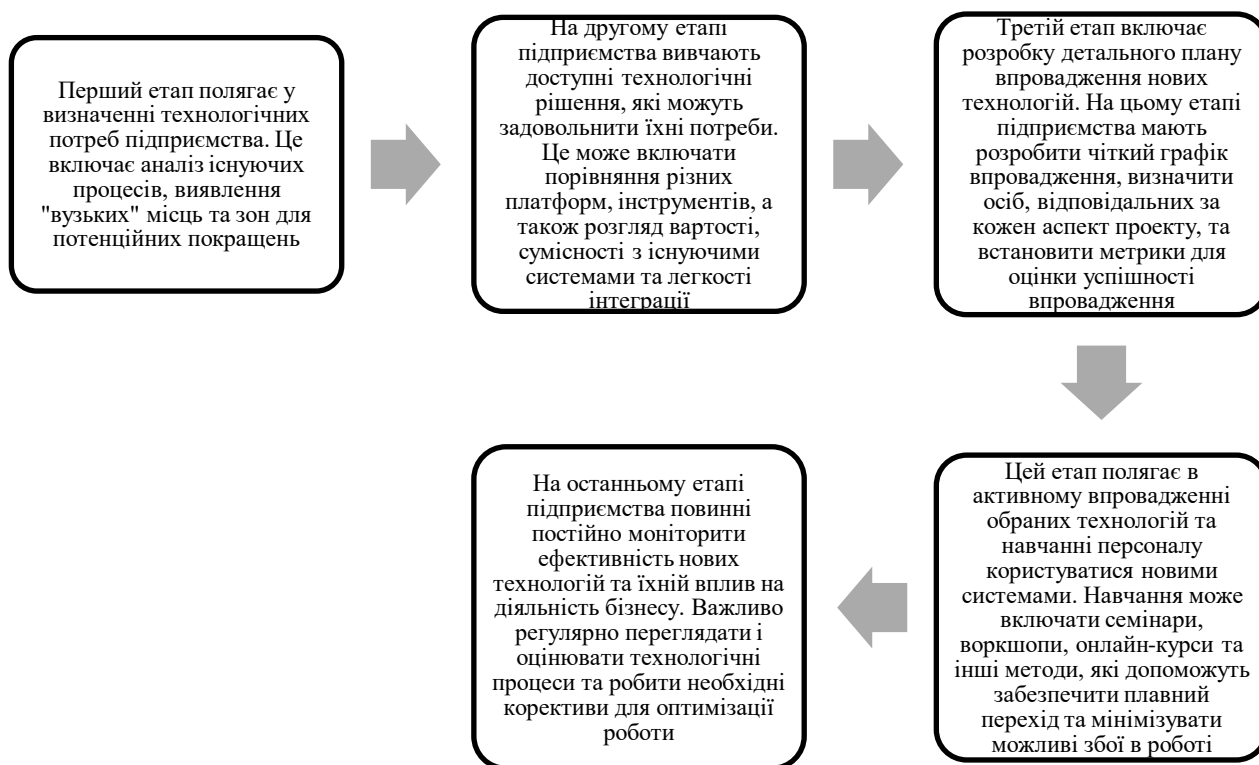 Перший етап полягає у
визначенні технологічних
потреб підприємства. Це
включає аналіз існуючих
процесів, виявлення
"вузьких" місць та зон для
потенційних покращень
На другому етапі
підприємства вивчають
доступні технологічні
рішення, які можуть
задовольнити їхні потреби.
Це може включати
порівняння різних
платформ, інструментів, а
також розгляд вартості,
сумісності з існуючими
системами та легкості
інтеграції
Третій етап включає
розробку детального плану
впровадження нових
технологій. На цьому етапі
підприємства мають
розробити чіткий графік
впровадження, визначити
осіб, відповідальних за
кожен аспект проекту, та
встановити метрики для
оцінки успішності
впровадження
Цей етап полягає в
активному впровадженні
обраних технологій та
навчанні персоналу
користуватися новими
системами. Навчання може
включати семінари,
воркшопи, онлайн-курси та
інші методи, які допоможуть
забезпечити плавний
перехід та мінімізувати
можливі збої в роботі
На останньому етапі
підприємства повинні
постійно моніторити
ефективність нових
технологій та їхній вплив на
діяльність бізнесу. Важливо
регулярно переглядати і
оцінювати технологічні
процеси та робити необхідні
корективи для оптимізації
роботи